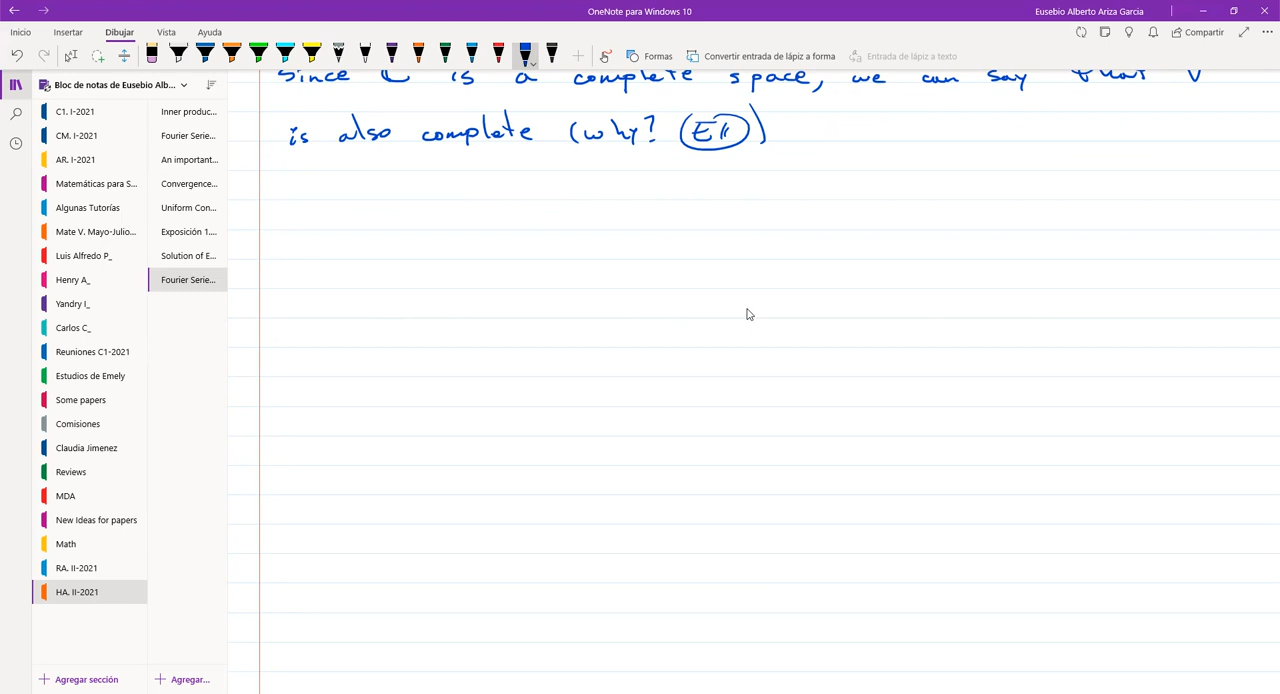 OneNote para Windows 10
Eusebio Alberto Ariza Garcia
Inicio Insertar Dibujar Vista Ayuda
Compartir
Formas Convertir entrada de lápiz a forma Entrada de lápiz a texto
Bloc de notas de Eusebio Alb...
C1. I-2021
CM. I-2021
AR. I-2021
Matemáticas para S...
Algunas Tutorías
Mate V. Mayo-Julio...
Luis Alfredo P_
Henry A_
Yandry I_
Carlos C_
Reuniones C1-2021
Estudios de Emely
Some papers
Comisiones
Claudia Jimenez
Reviews
MDA
New Ideas for papers
Math
RA. II-2021
HA. II-2021
Agregar sección
Inner produc...
Fourier Serie...
An important...
Convergence...
Uniform Con...
Exposición 1....
Solution of E...
Fourier Serie...
Agregar...
Since ℂ is a complete space, we can say that V
is also complete (why?